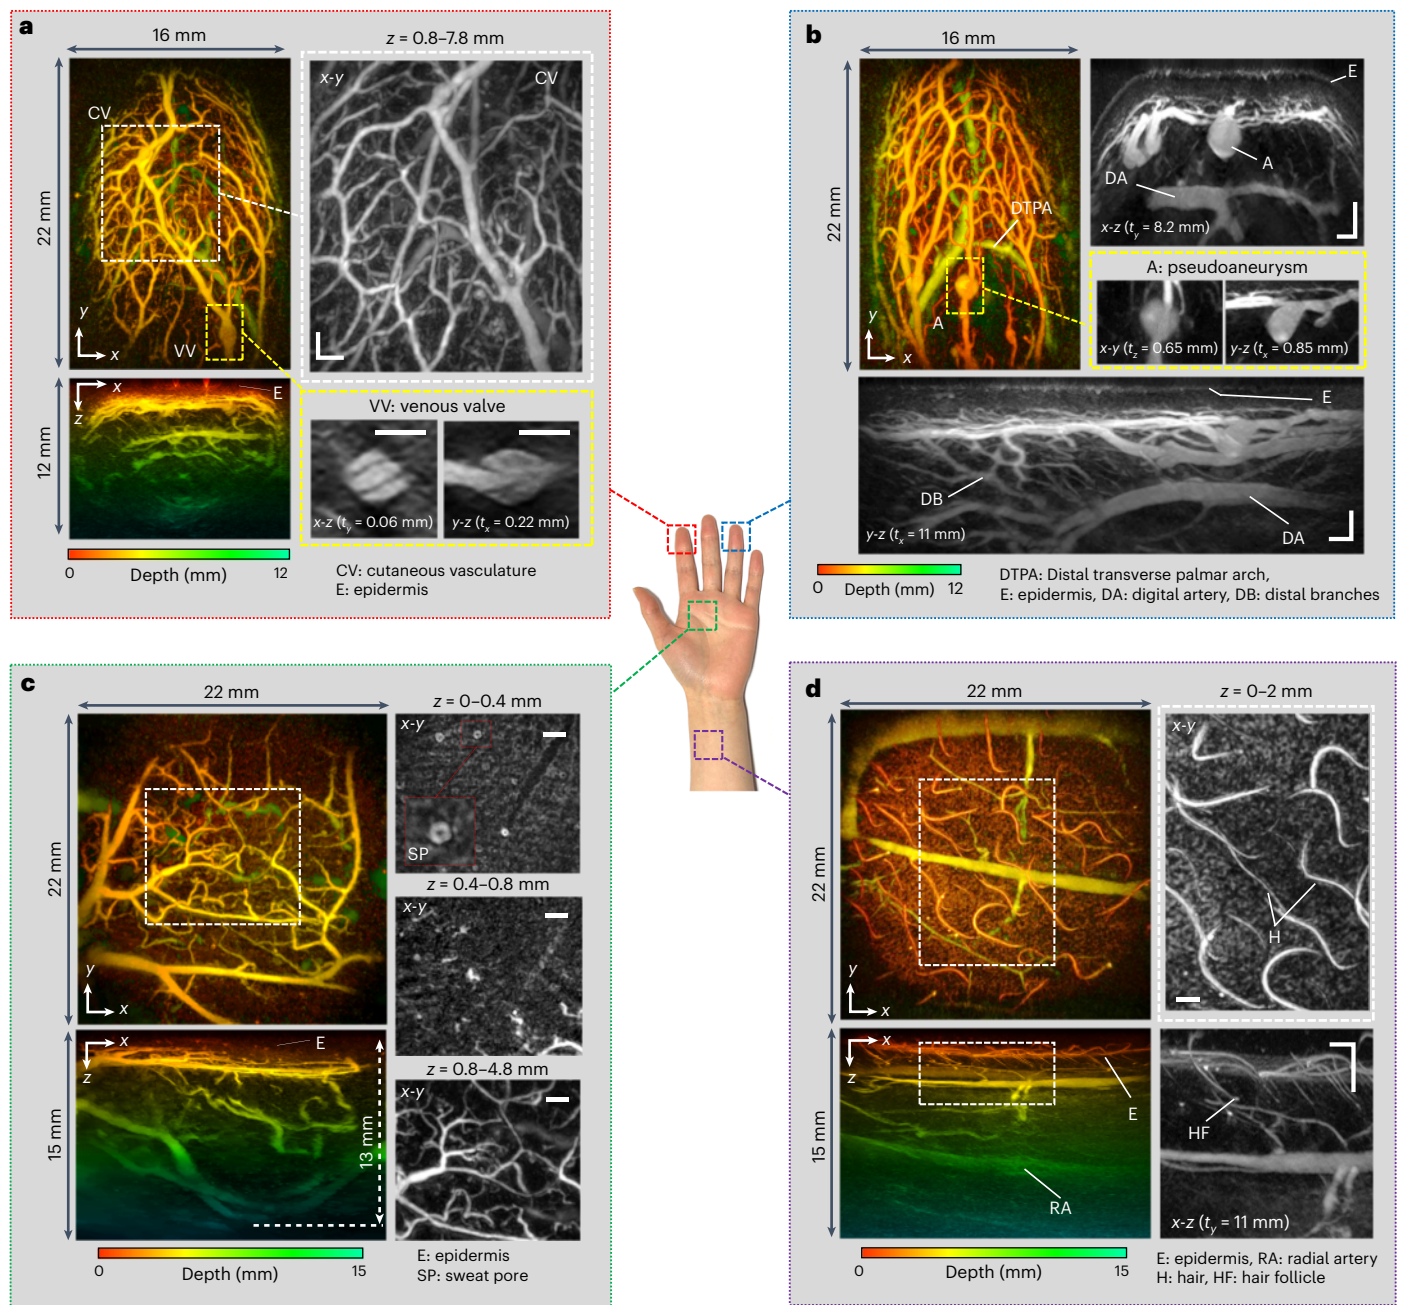 a
16 mm
z = 0.8–7.8 mm
22 mm
CV
VV
y
x
x-y
CV
12 mm
x
z
E
VV: venous valve
x-z (ty = 0.06 mm)
y-z (tx = 0.22 mm)
0
Depth (mm)
12
CV: cutaneous vasculature
E: epidermis
b
16 mm
22 mm
DTPA
A
y
x
E
A
DA
x-z (ty = 8.2 mm)
A: pseudoaneurysm
x-y (tz = 0.65 mm)
y-z (tx = 0.85 mm)
E
DB
DA
y-z (tx = 11 mm)
0
Depth (mm)
12
DTPA: Distal transverse palmar arch,
E: epidermis, DA: digital artery, DB: distal branches
c
22 mm
22 mm
y
x
z = 0–0.4 mm
x-y
SP
z = 0.4–0.8 mm
x-y
z = 0.8–4.8 mm
x-y
15 mm
x
z
E
13 mm
0
Depth (mm)
15
E: epidermis
SP: sweat pore
d
22 mm
22 mm
y
x
z = 0–2 mm
x-y
H
15 mm
x
z
E
RA
HF
x-z (ty = 11 mm)
0
Depth (mm)
15
E: epidermis, RA: radial artery
H: hair, HF: hair follicle